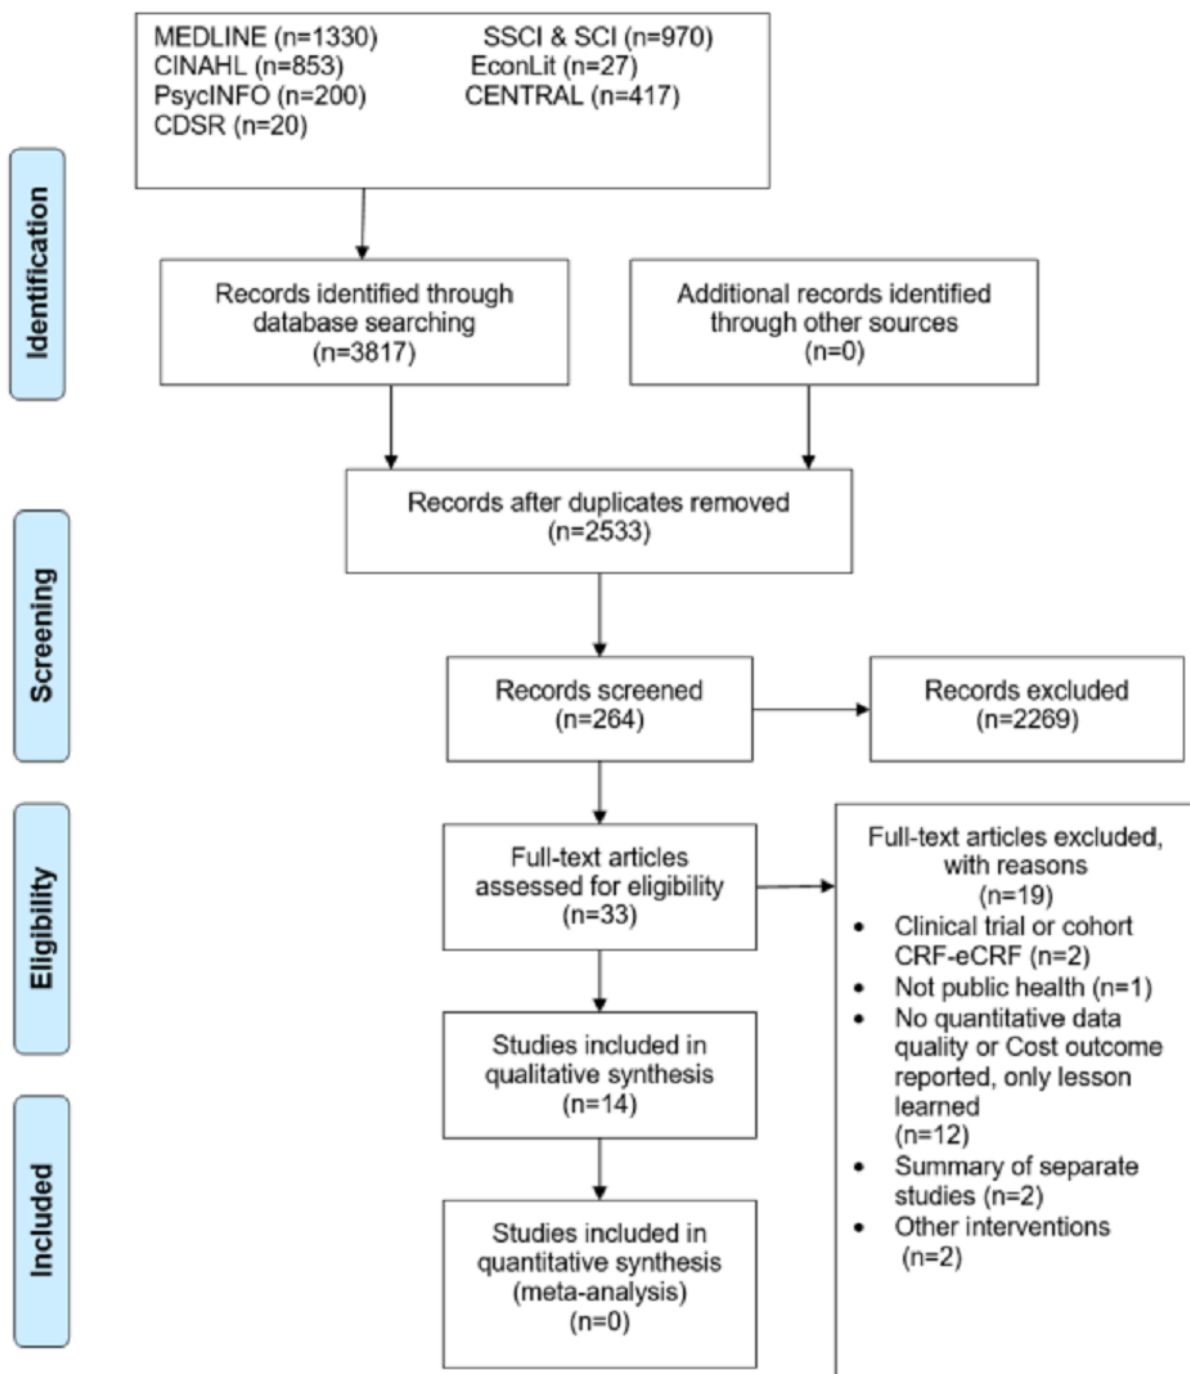 MEDLINE (n=1330) SSCI & SCI (n=970)
CINAHL (n=853) EconLit (n=27)
PsycINFO (n=200) CENTRAL (n=417)
CDSR (n=20)
Identification
Records identified through
database searching
(n=3817)
Additional records identified
through other sources
(n=0)
Records after duplicates removed
(n=2533)
Screening
Records screened
(n=264)
Records excluded
(n=2269)
Eligibility
Full-text articles
assessed for eligibility
(n=33)
Full-text articles excluded,
with reasons
(n=19)
• Clinical trial or cohort
CRF-eCRF (n=2)
• Not public health (n=1)
• No quantitative data
quality or Cost outcome
reported, only lesson
learned
(n=12)
• Summary of separate
studies (n=2)
• Other interventions
(n=2)
Studies included in
qualitative synthesis
(n=14)
Included
Studies included in
quantitative synthesis
(meta-analysis)
(n=0)